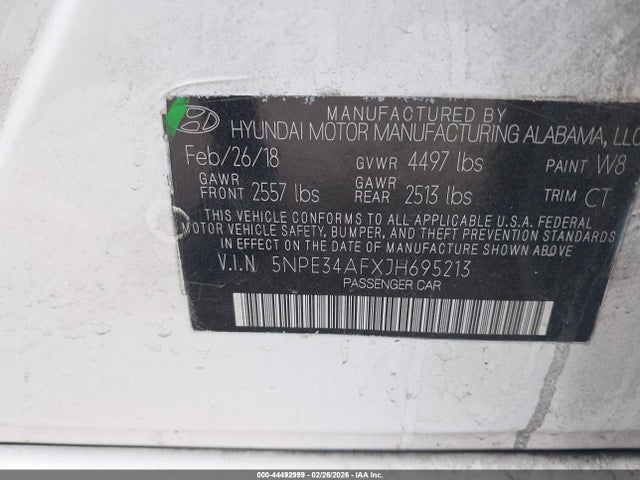 MANUFACTURED BY
HYUNDAI MOTOR MANUFACTURING ALABAMA, LLC
Feb/26/18 GVWR 4497 lbs PAINT W8
GAWR FRONT 2557 lbs GAWR REAR 2513 lbs TRIM CT
THIS VEHICLE CONFORMS TO ALL APPLICABLE U.S.A. FEDERAL
MOTOR VEHICLE SAFETY, BUMPER, AND THEFT PREVENTION STANDARDS
IN EFFECT ON THE DATE OF MANUFACTURE SHOWN ABOVE
V.I.N 5NPE34AFXJH695213
PASSENGER CAR
000-44492999 - 02/26/2026 - IAA Inc.